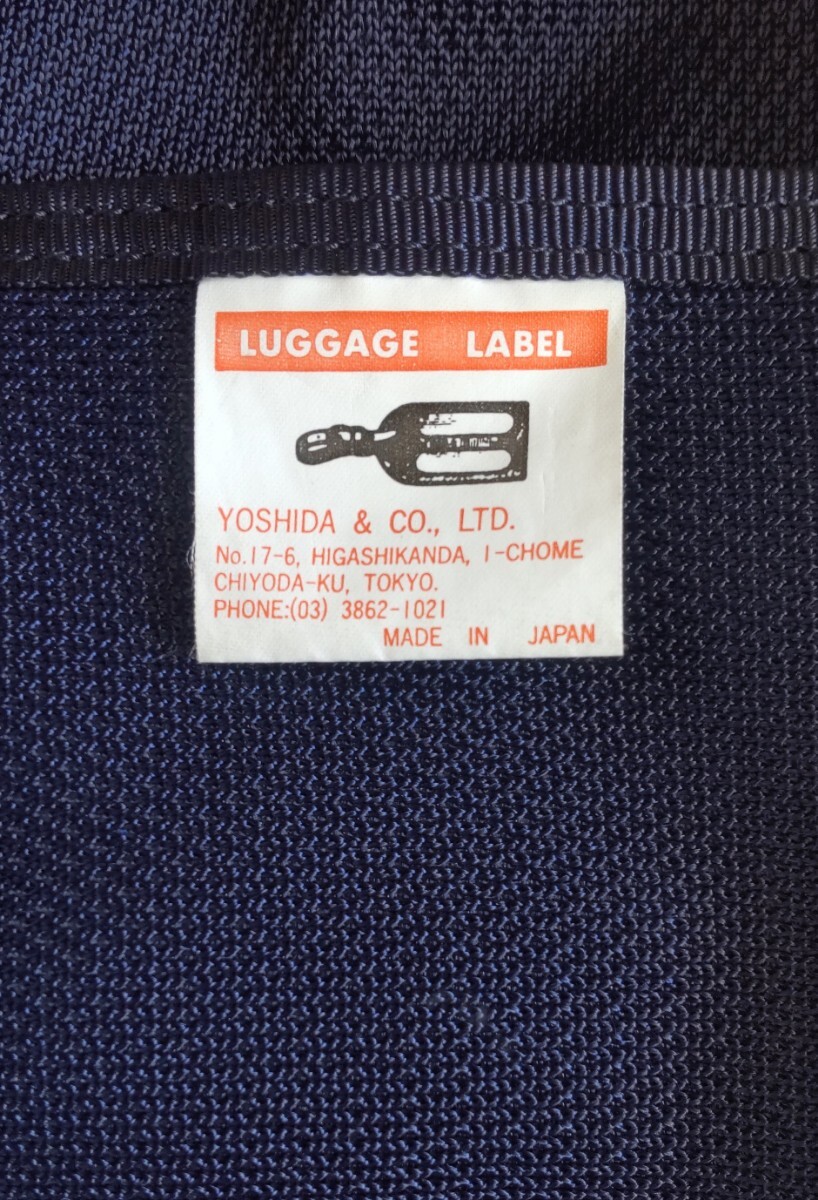 LUGGAGE LABEL
YOSHIDA & CO., LTD.
No.17-6, HIGASHIKANDA, 1-CHOME
CHIYODA-KU, TOKYO.
PHONE:(03) 3862-1021
MADE IN JAPAN